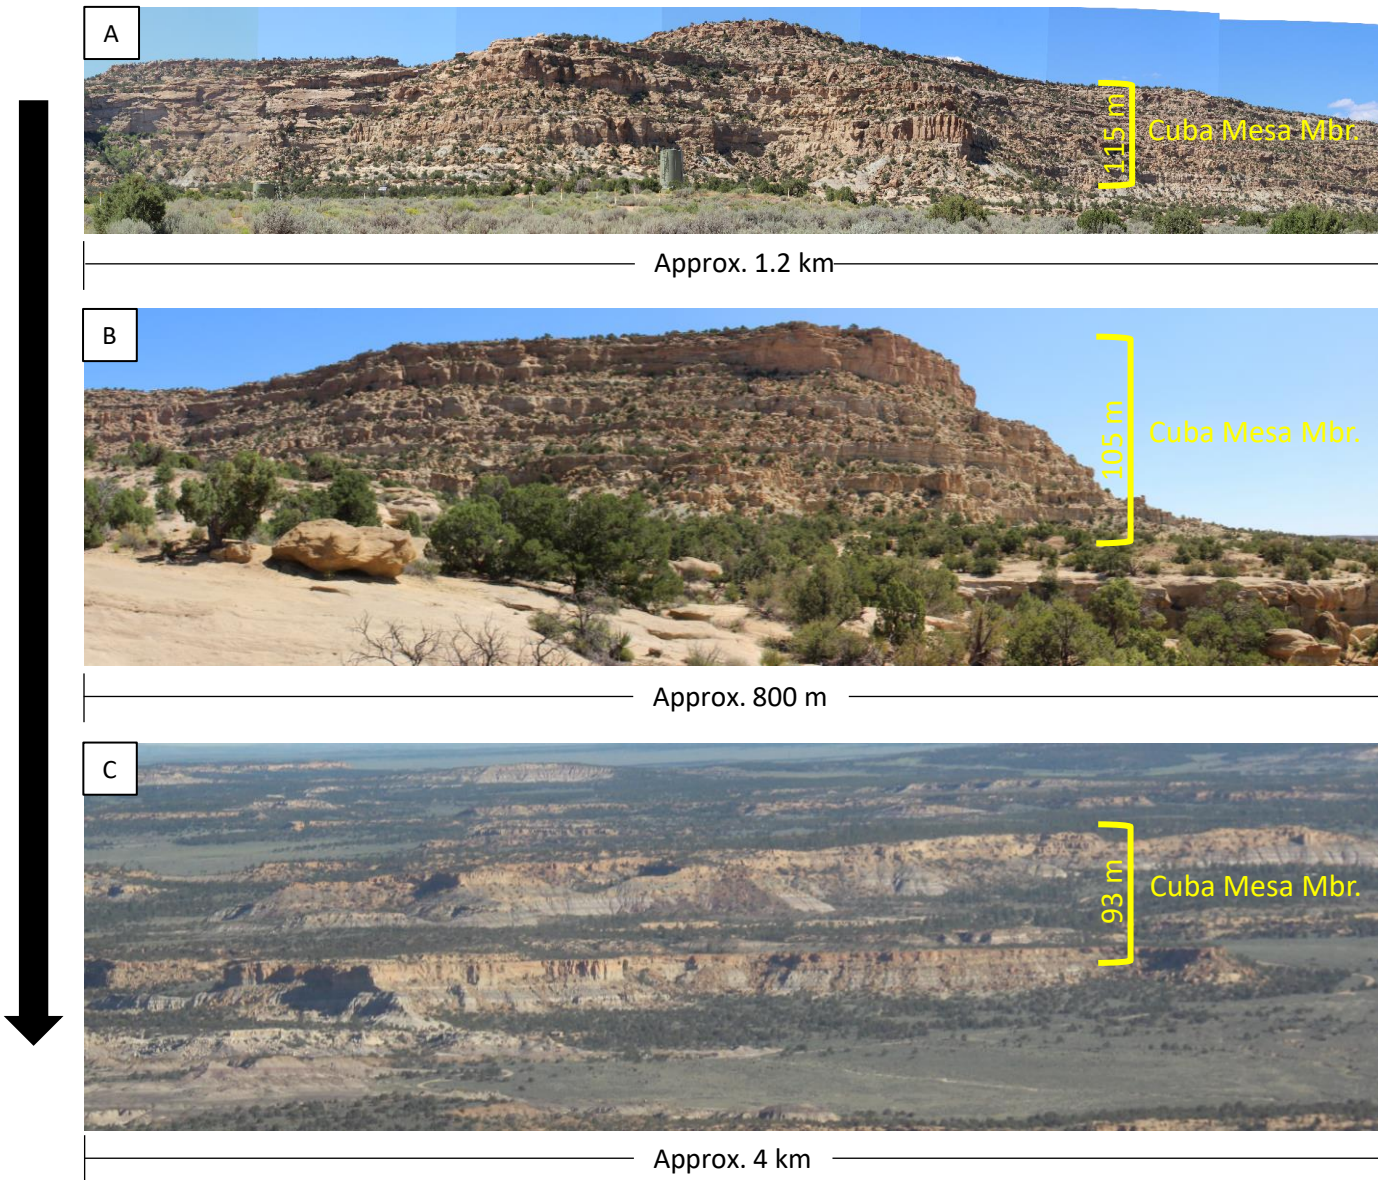 A
115 m
Cuba Mesa Mbr.
Approx. 1.2 km
B
105 m
Cuba Mesa Mbr.
Approx. 800 m
C
93 m
Cuba Mesa Mbr.
Approx. 4 km